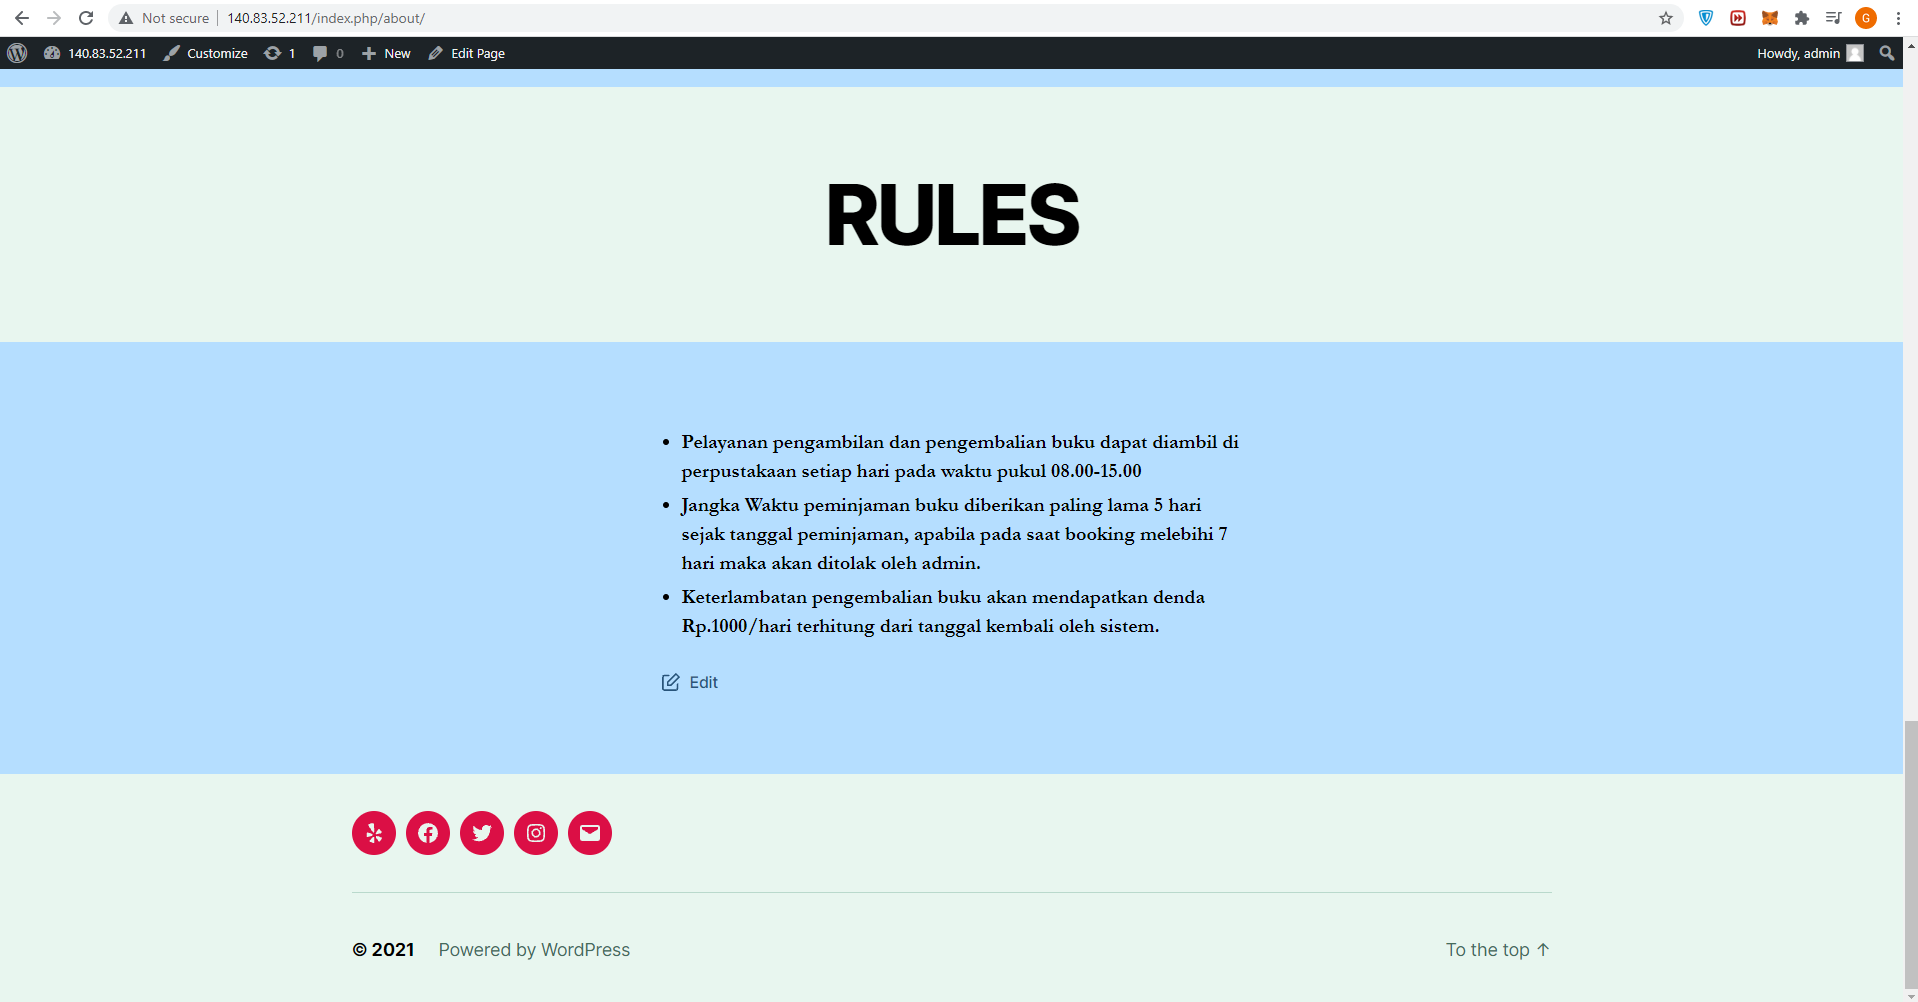 Not secure
140.83.52.211/index.php/about/
G
140.83.52.211
Customize
1
0
New
Edit Page
Howdy, admin
RULES
• Pelayanan pengambilan dan pengembalian buku dapat diambil di
perpustakaan setiap hari pada waktu pukul 08.00-15.00
• Jangka Waktu peminjaman buku diberikan paling lama 5 hari
sejak tanggal peminjaman, apabila pada saat booking melebihi 7
hari maka akan ditolak oleh admin.
• Keterlambatan pengembalian buku akan mendapatkan denda
Rp.1000/hari terhitung dari tanggal kembali oleh sistem.
Edit
© 2021
Powered by WordPress
To the top ↑